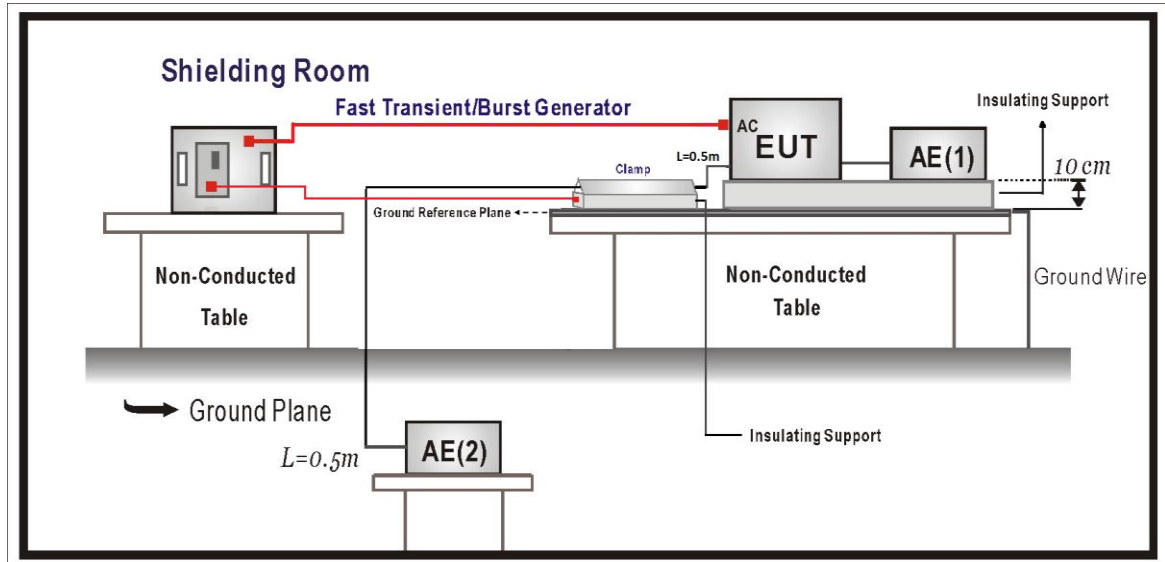 Shielding Room
Fast Transient/Burst Generator
Insulating Support
AC
EUT
AE(1)
L=0.5m
Clamp
10 cm
Ground Reference Plane
Non-Conducted
Table
Non-Conducted
Table
Ground Wire
Ground Plane
Insulating Support
AE(2)
L=0.5m